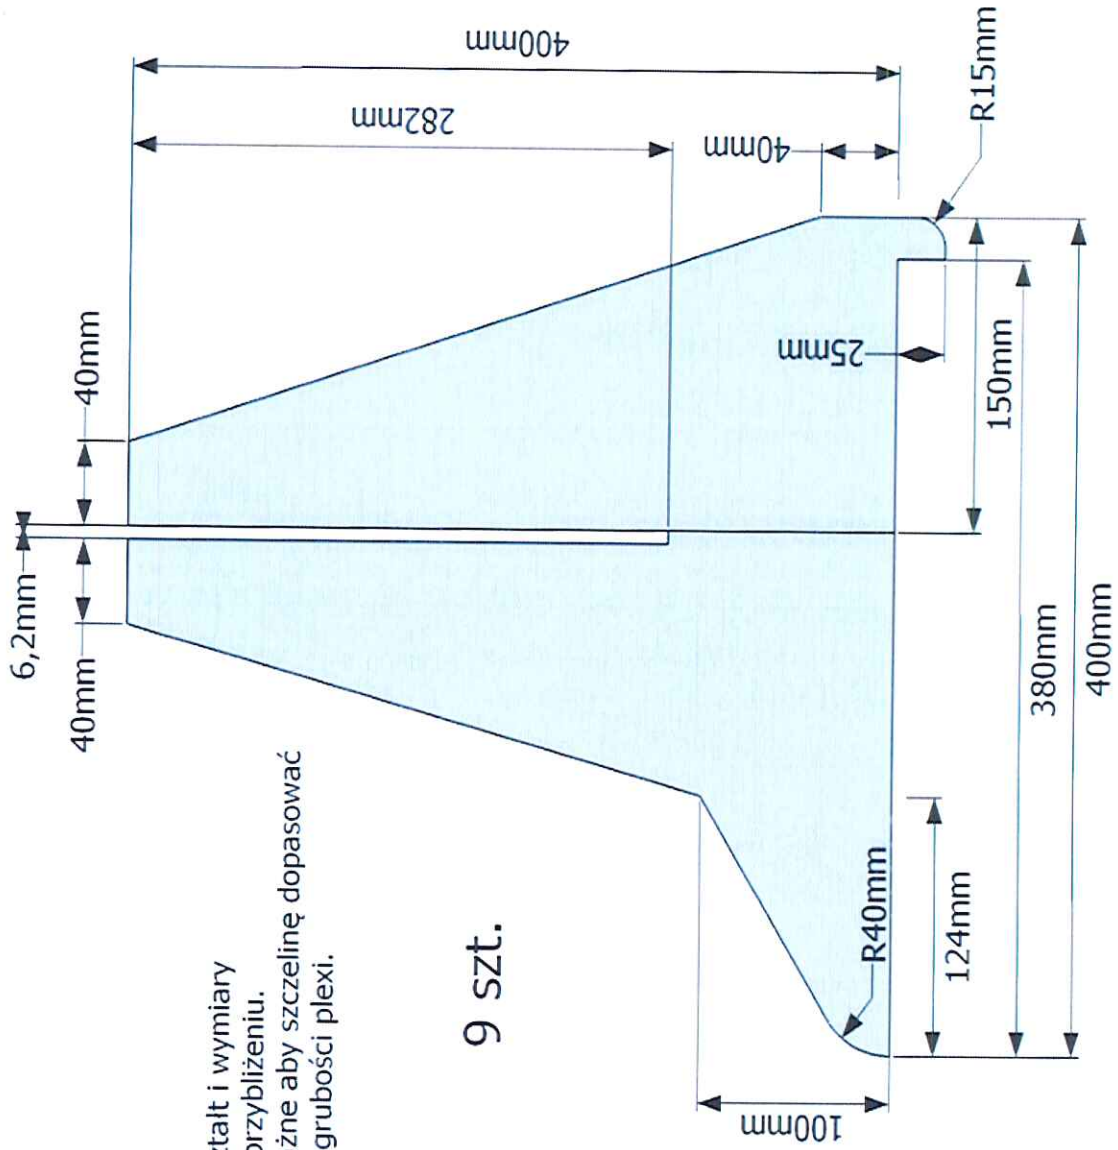 6,2mm
40mm
40mm
400mm
282mm
40mm
R15mm
ztałt i wymiary
przybliżeniu.
żne aby szczelinę dopasować
grubości plexi.
9 szt.
25mm
150mm
R40mm
124mm
380mm
400mm
100mm